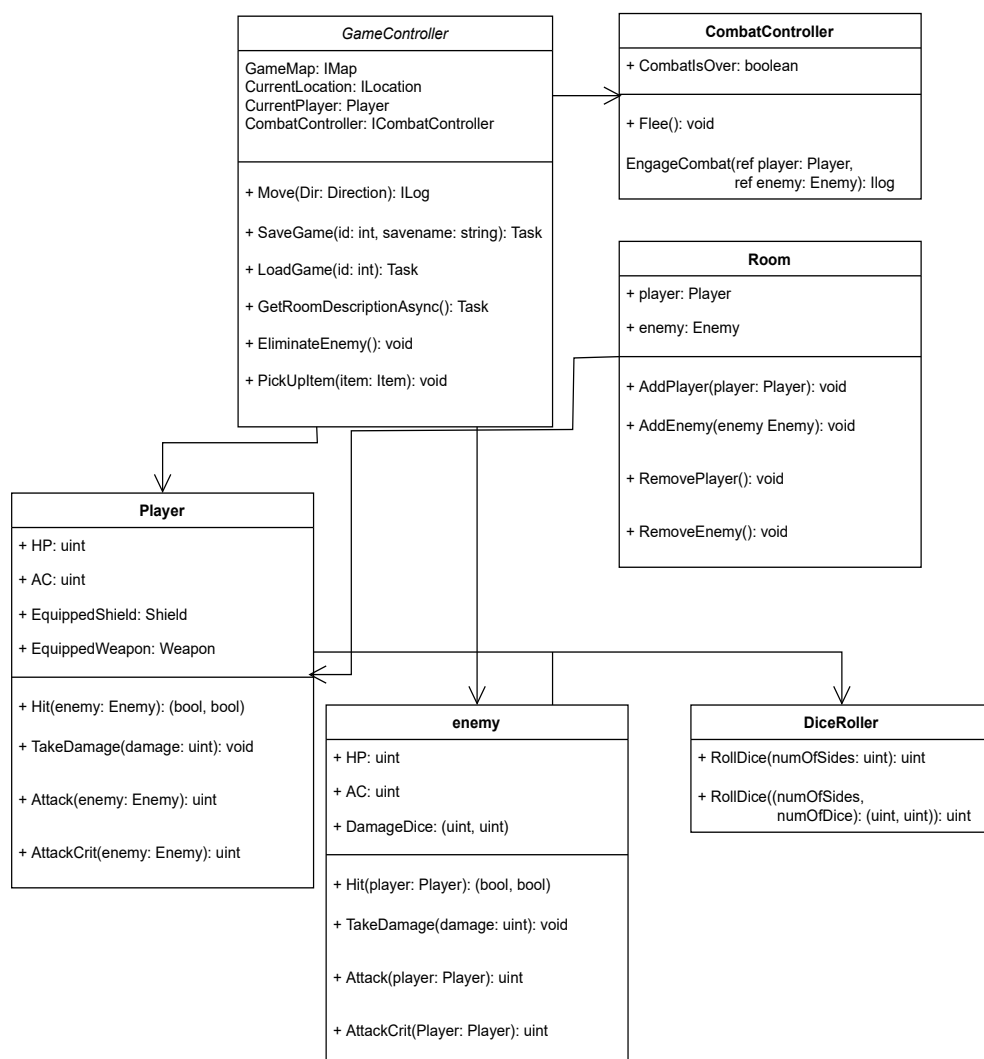 GameController
GameMap: IMap
CurrentLocation: ILocation
CurrentPlayer: Player
CombatController: ICombatController
+ Move(Dir: Direction): ILog
+ SaveGame(id: int, savename: string): Task
+ LoadGame(id: int): Task
+ GetRoomDescriptionAsync(): Task
+ EliminateEnemy(): void
+ PickUpItem(item: Item): void
CombatController
+ CombatIsOver: boolean
+ Flee(): void
EngageCombat(ref player: Player,
ref enemy: Enemy): Ilog
Room
+ player: Player
+ enemy: Enemy
+ AddPlayer(player: Player): void
+ AddEnemy(enemy Enemy): void
+ RemovePlayer(): void
+ RemoveEnemy(): void
Player
+ HP: uint
+ AC: uint
+ EquippedShield: Shield
+ EquippedWeapon: Weapon
+ Hit(enemy: Enemy): (bool, bool)
+ TakeDamage(damage: uint): void
+ Attack(enemy: Enemy): uint
+ AttackCrit(enemy: Enemy): uint
enemy
+ HP: uint
+ AC: uint
+ DamageDice: (uint, uint)
+ Hit(player: Player): (bool, bool)
+ TakeDamage(damage: uint): void
+ Attack(player: Player): uint
+ AttackCrit(Player: Player): uint
DiceRoller
+ RollDice(numOfSides: uint): uint
+ RollDice((numOfSides,
numOfDice): (uint, uint)): uint